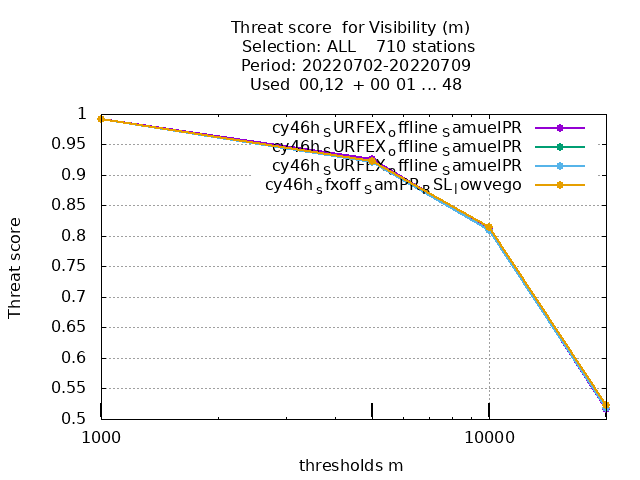 Threat score for Visibility (m)
Selection: ALL 710 stations
Period: 20220702-20220709
Used 00,12 + 00 01 ... 48
1
0.95
0.9
0.85
0.8
0.75
0.7
0.65
0.6
0.55
0.5
Threat score
cy46h_SURFEX_offline_SamuelPR
cy46h_SURFEX_offline_SamuelPR
cy46h_SURFEX_offline_SamuelPR
cy46h_sfxoff_SamPR_RSL_lowvego
1000
10000
thresholds m